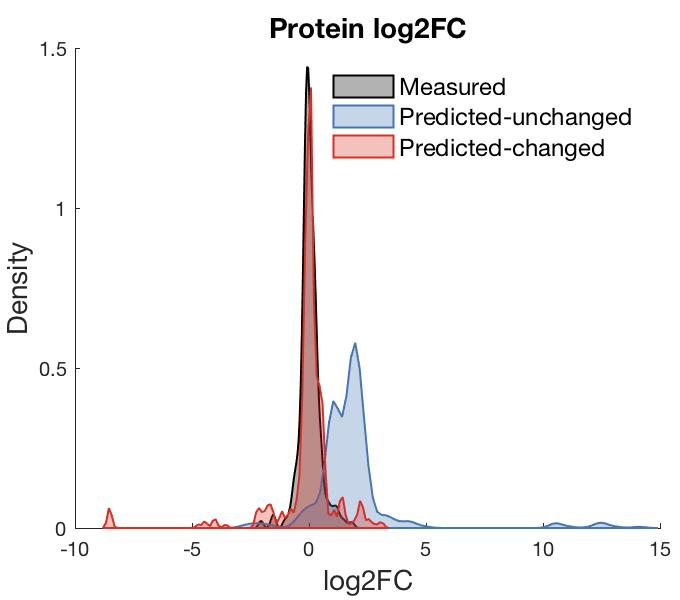 Protein log2FC
1.5
Measured
Predicted-unchanged
Predicted-changed
1
Density
0.5
0
-10 -5 0 5 10 15
log2FC